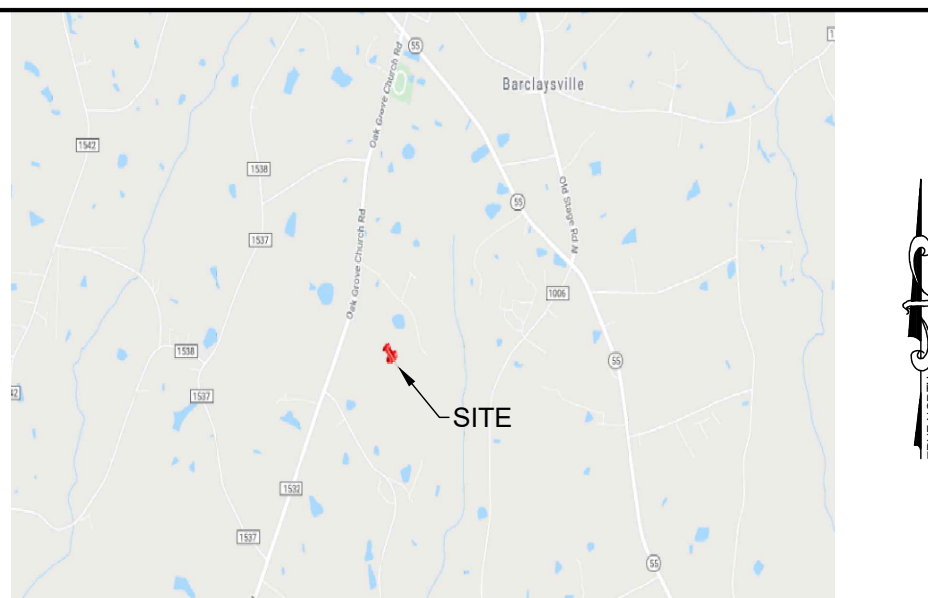 55
Oak Grove Church Rd
Barclaysville
1542
1538
55
N Old Stage Rd
1537
Oak Grove Church Rd
1006
1538
55
1537
SITE
1532
1537
55